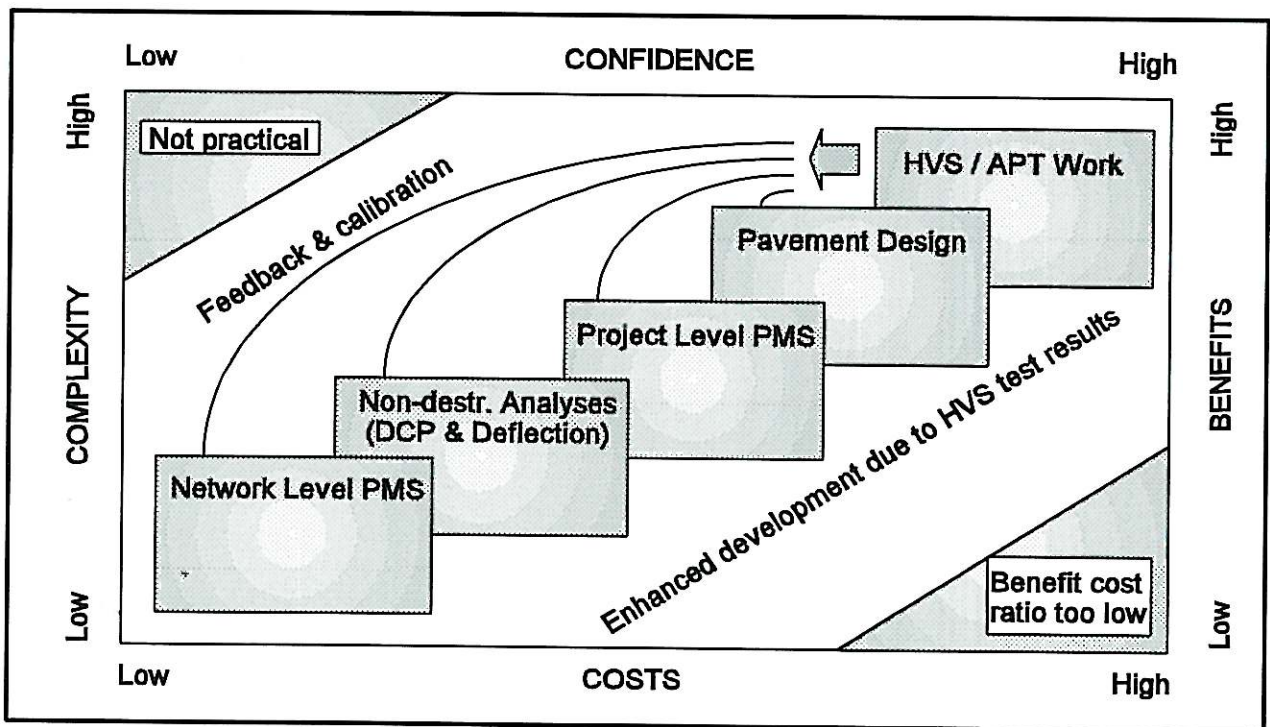 Low
CONFIDENCE
High
High
Not practical
High
HVS / APT Work
Feedback & calibration
Pavement Design
COMPLEXITY
Project Level PMS
BENEFITS
Non-destr. Analyses
(DCP & Deflection)
Network Level PMS
Enhanced development due to HVS test results
Benefit cost
ratio too low
Low
Low
Low
COSTS
High